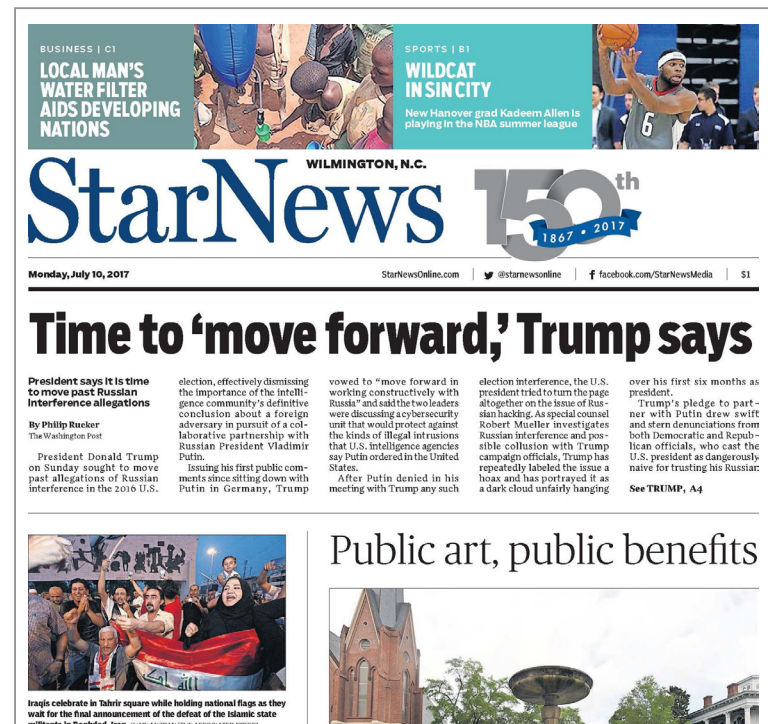 BUSINESS | C1
LOCAL MAN'S
WATER FILTER
AIDS DEVELOPING
NATIONS
SPORTS | B1
WILDCAT
IN SIN CITY
New Hanover grad Kadeem Allen is
playing in the NBA summer league
6
WILMINGTON, N.C.
StarNews
150th
1867 • 2017
Monday, July 10, 2017
StarNewsOnline.com | @starnewsonline | facebook.com/StarNewsMedia | $1
Time to ‘move forward,’ Trump says
President says it is time
to move past Russian
interference allegations
By Philip Rucker
The Washington Post
President Donald Trump
on Sunday sought to move
past allegations of Russian
interference in the 2016 U.S.
election, effectively dismissing
the importance of the intelli-
gence community's definitive
conclusion about a foreign
adversary in pursuit of a col-
laborative partnership with
Russian President Vladimir
Putin.
Issuing his first public com-
ments since sitting down with
Putin in Germany, Trump
vowed to “move forward in
working constructively with
Russia” and said the two leaders
were discussing a cybersecurity
unit that would protect against
the kinds of illegal intrusions
that U.S. intelligence agencies
say Putin ordered in the United
States.
After Putin denied in his
meeting with Trump any such
election interference, the U.S.
president tried to turn the page
altogether on the issue of Rus-
sian hacking. As special counsel
Robert Mueller investigates
Russian interference and pos-
sible collusion with Trump
campaign officials, Trump has
repeatedly labeled the issue a
hoax and has portrayed it as
a dark cloud unfairly hanging
over his first six months as
president.
Trump's pledge to part-
ner with Putin drew swift
and stern denunciations from
both Democratic and Repub-
lican officials, who cast the
U.S. president as dangerously
naive for trusting his Russian
See TRUMP, A4
Public art, public benefits
Iraqis celebrate in Tahrir square while holding national flags as they
wait for the final announcement of the defeat of the Islamic state